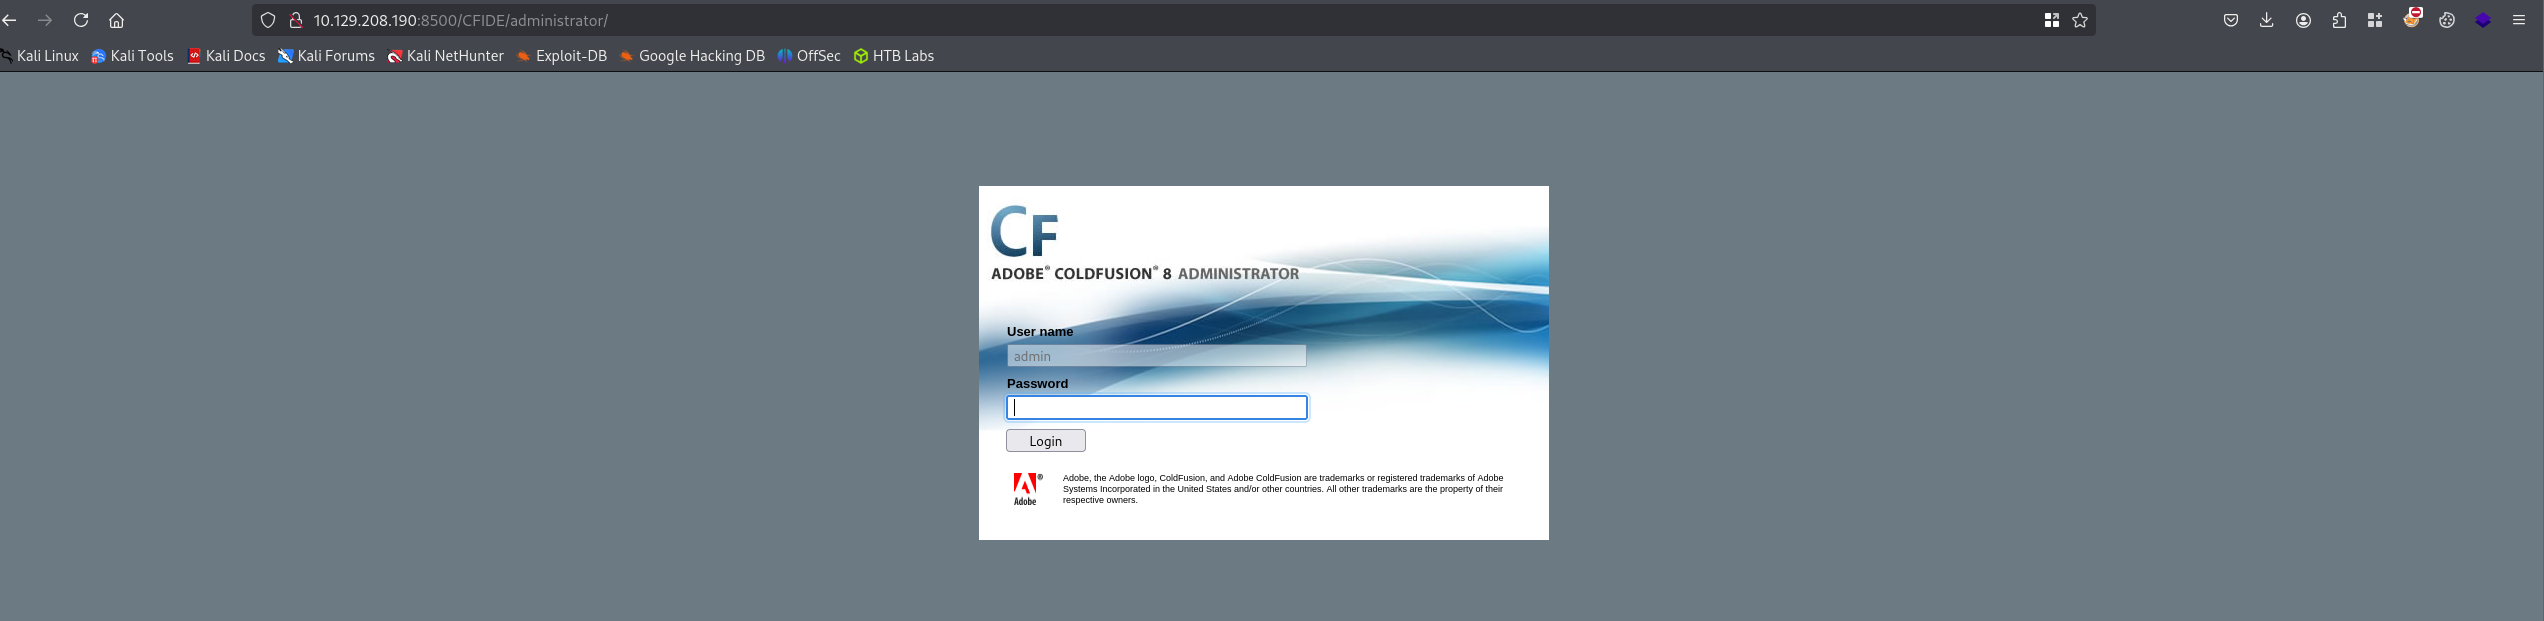 10.129.208.190:8500/CFIDE/administrator/
Kali Linux Kali Tools Kali Docs Kali Forums Kali NetHunter Exploit-DB Google Hacking DB OffSec HTB Labs
CF
ADOBE® COLDFUSION® 8 ADMINISTRATOR
User name
admin
Password
Login
Adobe, the Adobe logo, ColdFusion, and Adobe ColdFusion are trademarks or registered trademarks of Adobe
Systems Incorporated in the United States and/or other countries. All other trademarks are the property of their
respective owners.
®
Adobe